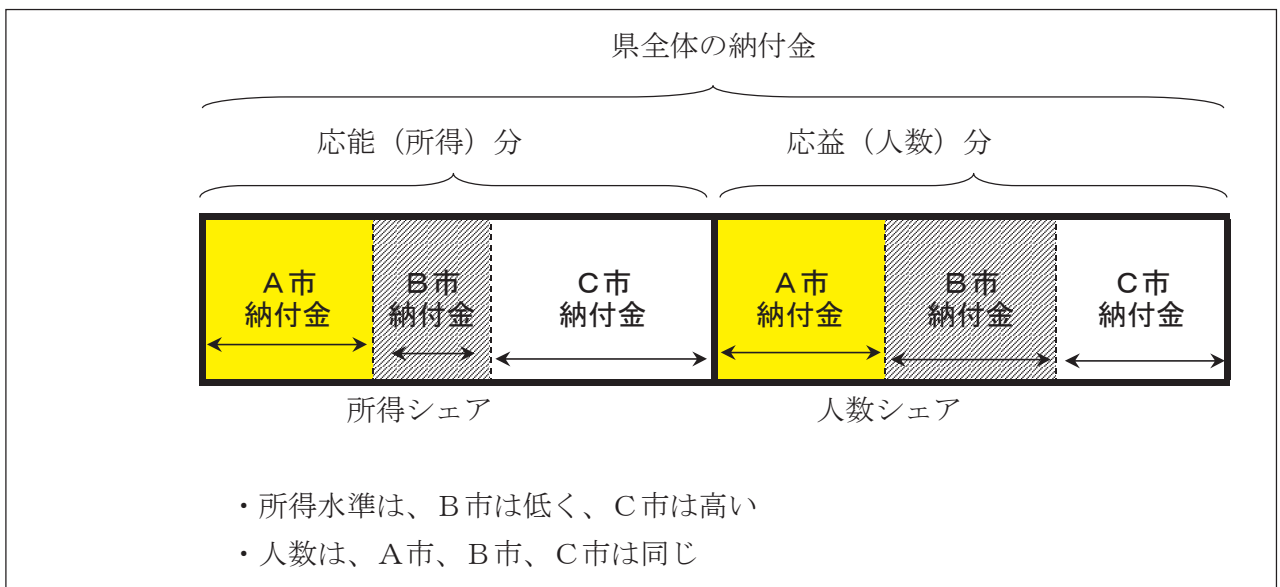 県全体の納付金
応能（所得）分
応益（人数）分
A市
納付金
B市
納付金
C市
納付金
A市
納付金
B市
納付金
C市
納付金
所得シェア
人数シェア
・所得水準は、B市は低く、C市は高い
・人数は、A市、B市、C市は同じ